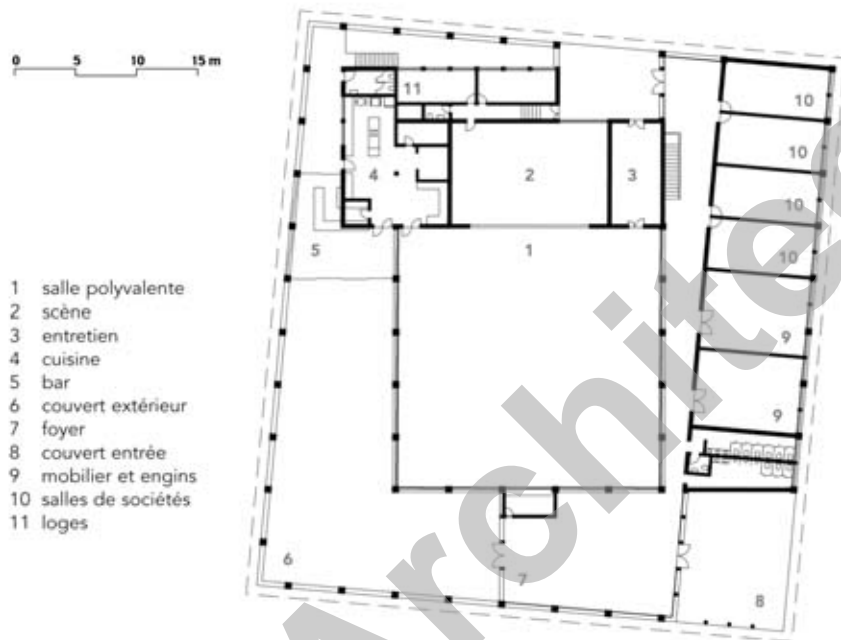 0 5 10 15 m
11
10
10
4
2
3
10
5
1
10
9
9
6
7
8
1 salle polyvalente
2 scène
3 entretien
4 cuisine
5 bar
6 couvert extérieur
7 foyer
8 couvert entrée
9 mobilier et engins
10 salles de sociétés
11 loges